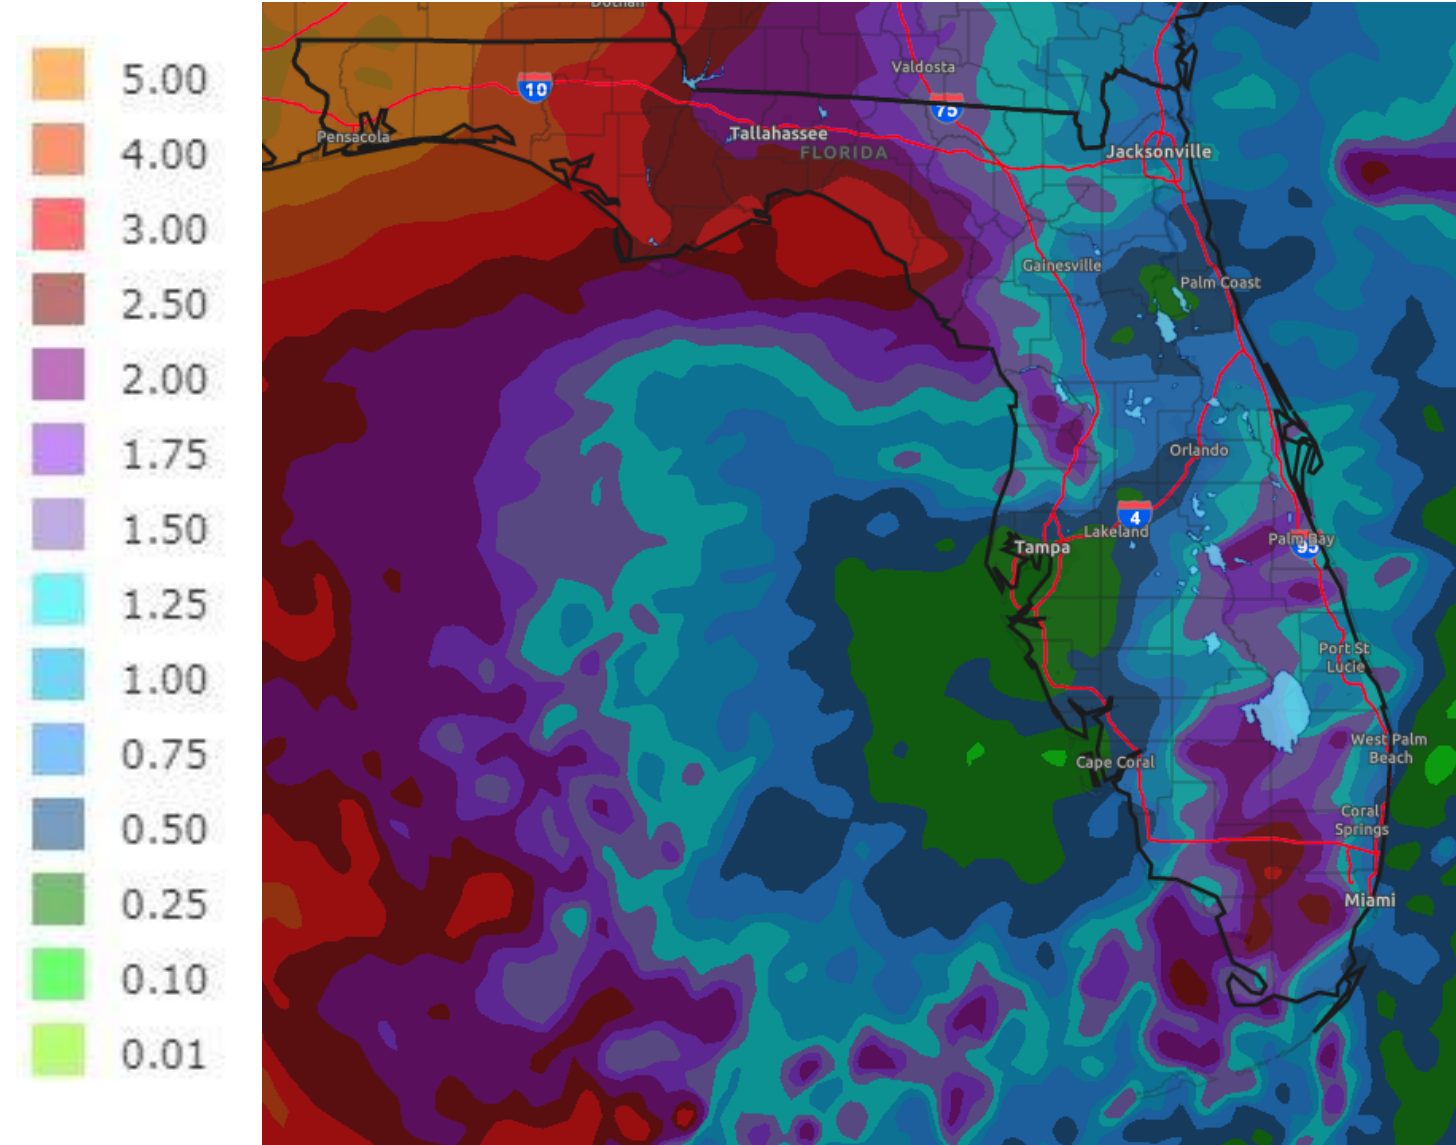 5.00
4.00
3.00
2.50
2.00
1.75
1.50
1.25
1.00
0.75
0.50
0.25
0.10
0.01
Dothan
Valdosta
10
75
Pensacola
Tallahassee
FLORIDA
Jacksonville
Gainesville
Palm Coast
Orlando
4
Lakeland
Tampa
Palm Bay
95
Port St
Lucie
West Palm
Beach
Cape Coral
Coral
Springs
Miami